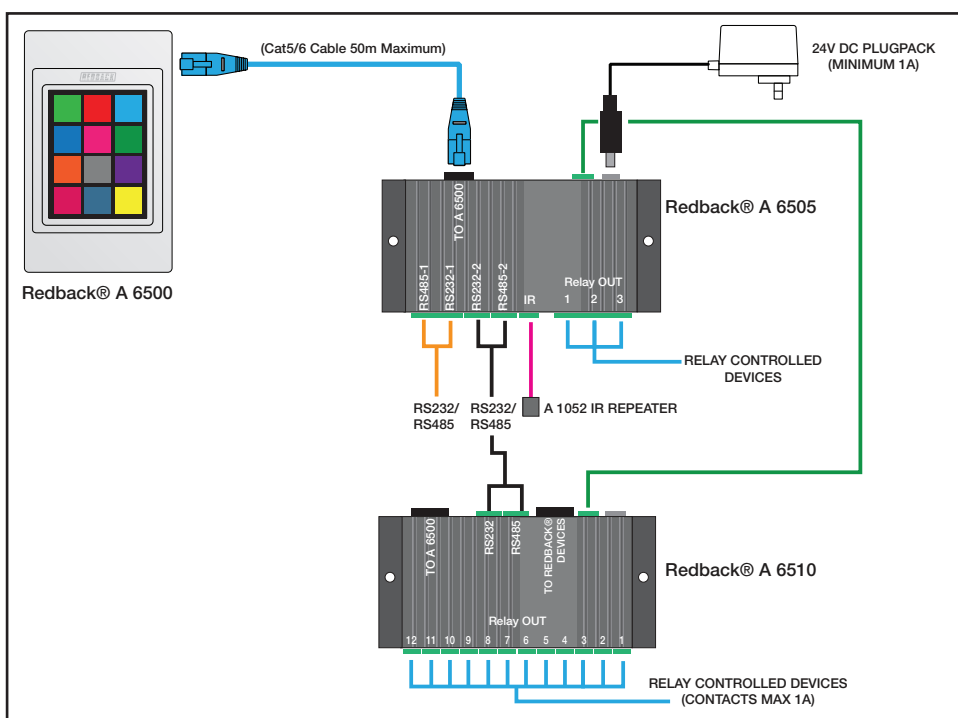 (Cat5/6 Cable 50m Maximum)
24V DC PLUGPACK
(MINIMUM 1A)
REDBACK
Redback® A 6500
TO A 6500
Redback® A 6505
RS485-1
RS232-1
RS232-2
RS485-2
IR
Relay OUT
1 2 3
RELAY CONTROLLED
DEVICES
RS232/
RS485
RS232/
RS485
A 1052 IR REPEATER
TO A 6500
RS232
RS485
TO REDBACK®
DEVICES
Redback® A 6510
Relay OUT
12 11 10 9 8 7 6 5 4 3 2 1
RELAY CONTROLLED DEVICES
(CONTACTS MAX 1A)